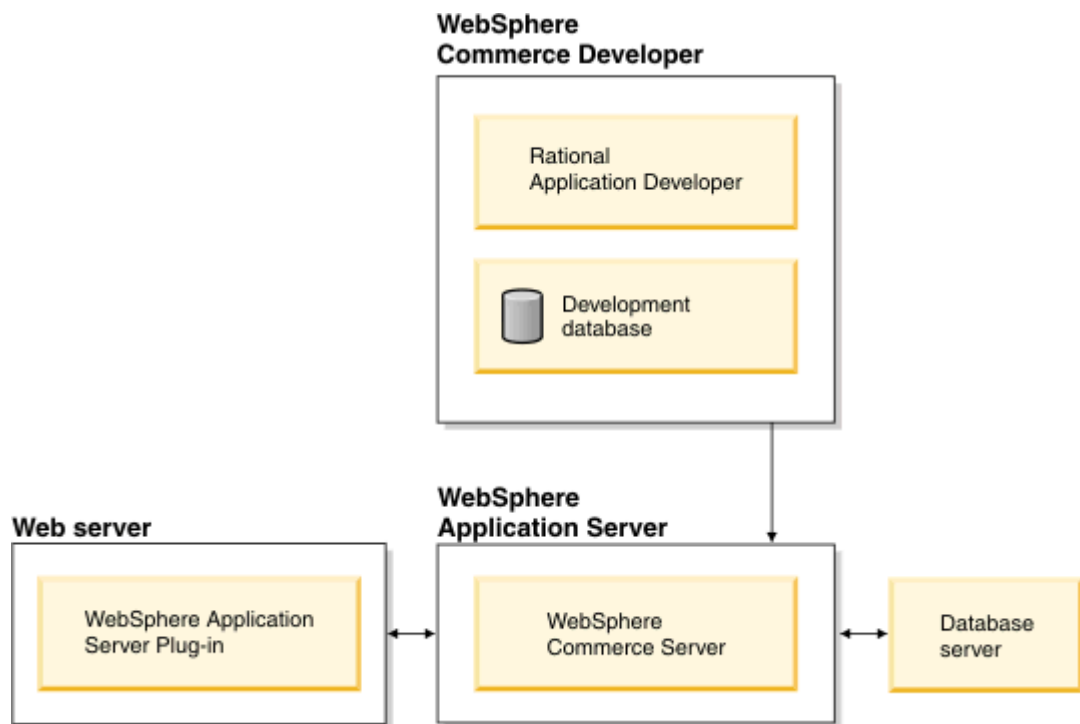 WebSphere
Commerce Developer
Rational
Application Developer
Development
database
WebSphere
Application Server
Web server
WebSphere Application
Server Plug-in
WebSphere
Commerce Server
Database
server